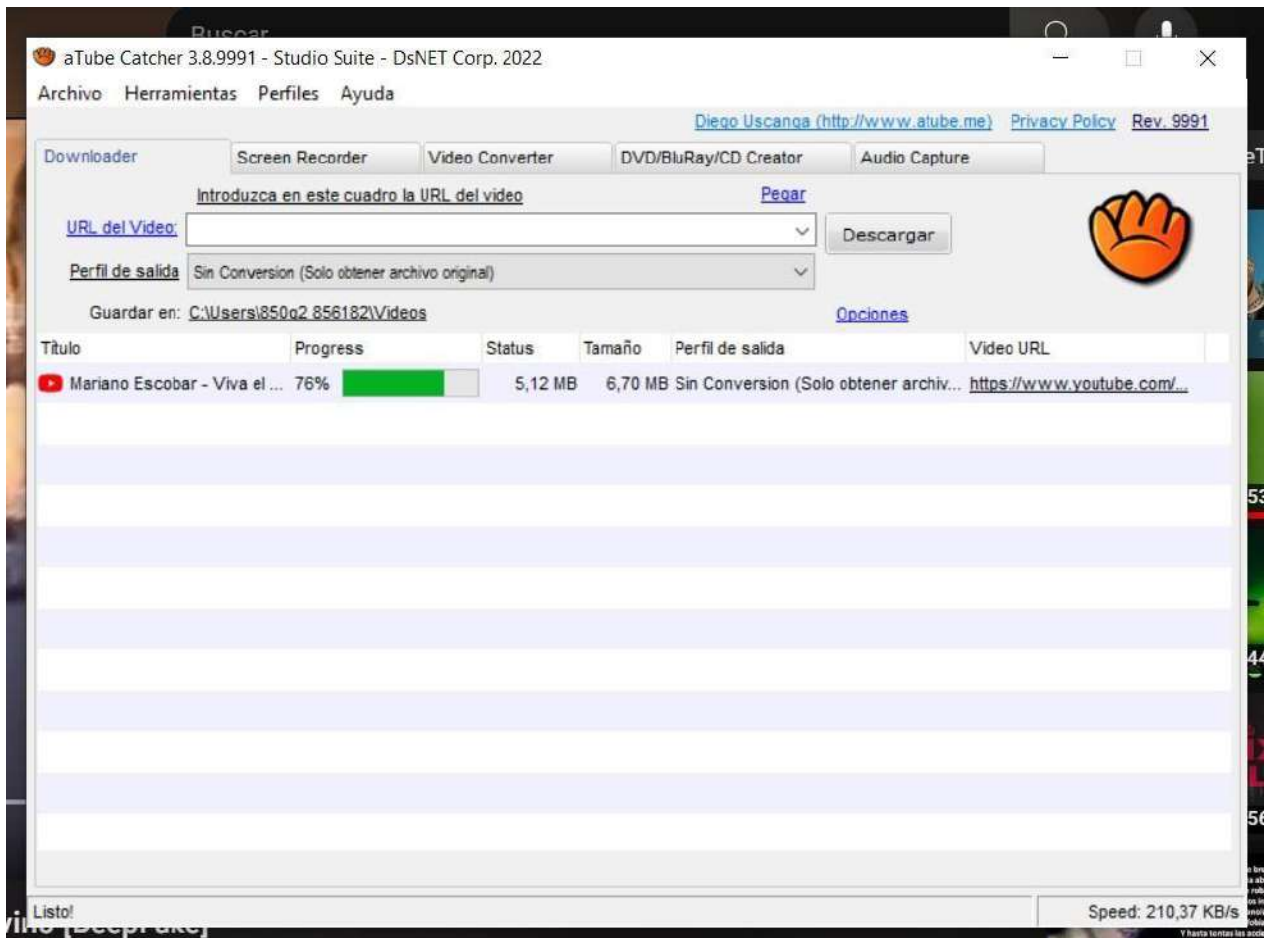 Buscar
aTube Catcher 3.8.9991 - Studio Suite - DsNET Corp. 2022
Archivo Herramientas Perfiles Ayuda
Diego Uscanga (http://www.atube.me) Privacy Policy Rev. 9991
Downloader Screen Recorder Video Converter DVD/BluRay/CD Creator Audio Capture
Introduzca en este cuadro la URL del video Pegar
URL del Video: Descargar
Perfil de salida Sin Conversion (Solo obtener archivo original)
Guardar en: C:\Users\850g2 856182\Videos Opciones
Título Progress Status Tamaño Perfil de salida Video URL
Mariano Escobar - Viva el ... 76% 5,12 MB 6,70 MB Sin Conversion (Solo obtener archiv... https://www.youtube.com/...
Listo! Speed: 210,37 KB/s
[DeepFake]
Y hasta tontas las